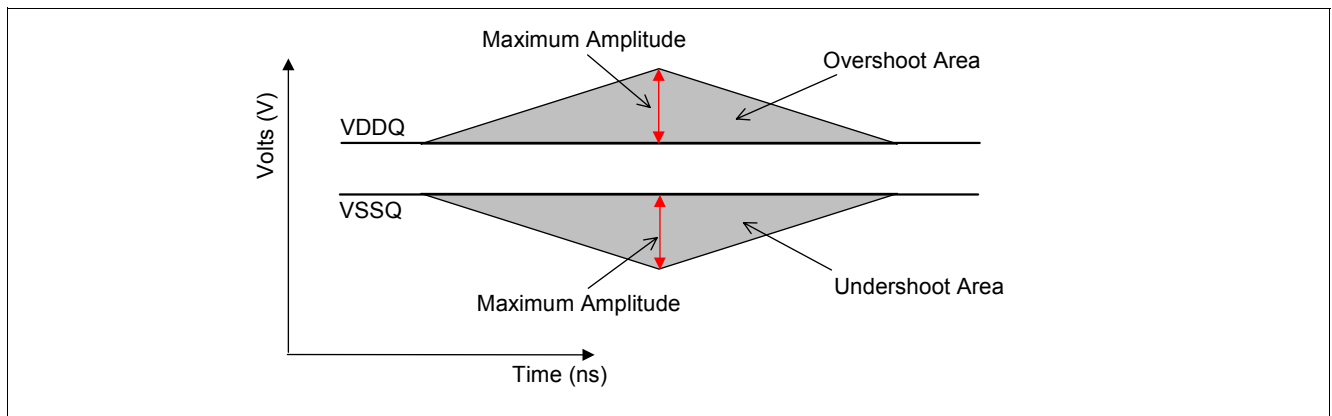 Maximum Amplitude
Overshoot Area
Volts (V)
VDDQ
VSSQ
Undershoot Area
Maximum Amplitude
Time (ns)